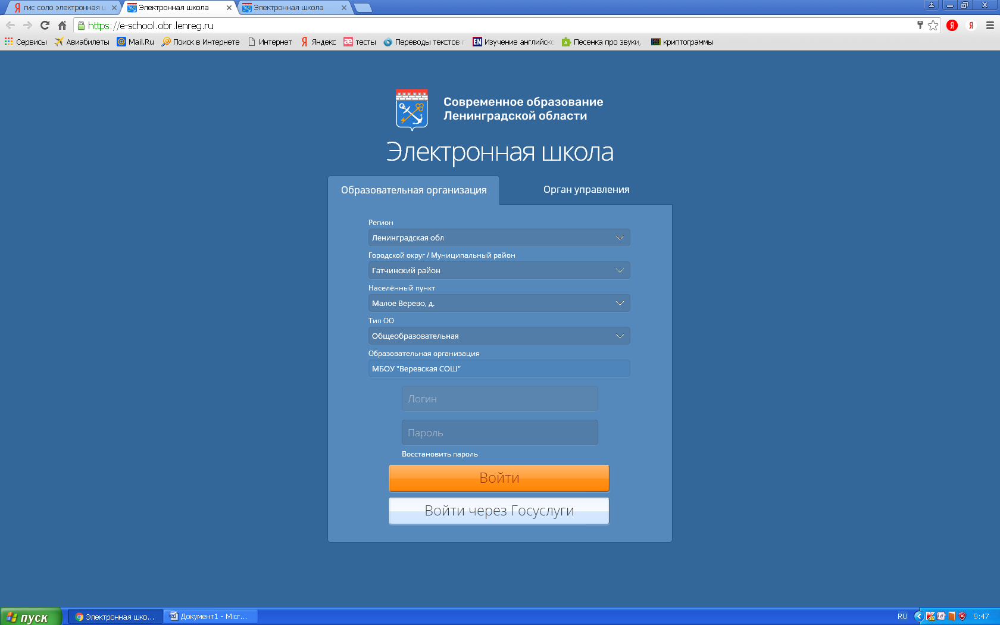 гис соло электронная
Электронная школа
Электронная школа
https://e-school.obr.lenreg.ru
Сервисы
Авиабилеты
Mail.Ru
Поиск в Интернете
Интернет
Яндекс
тесты
Переводы текстов
Изучение английск
Песенка про звуки,
криптограммы
Современное образование
Ленинградской области
Электронная школа
Образовательная организация
Орган управления
Регион
Ленинградская обл
Городской округ / Муниципальный район
Гатчинский район
Населённый пункт
Малое Верево, д.
Тип ОО
Общеобразовательная
Образовательная организация
МБОУ "Веревская СОШ"
Логин
Пароль
Восстановить пароль
Войти
Войти через Госуслуги
пуск
Электронная шко...
Документ1 - Micr...
RU
9:47